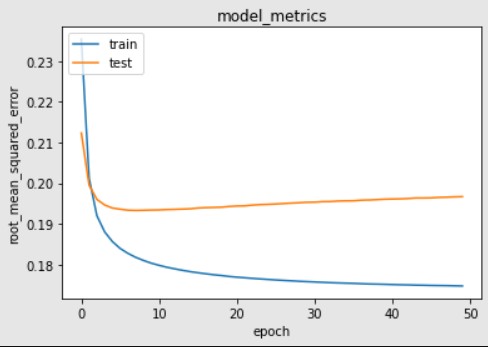 model_metrics
train
test
root_mean_squared_error
0.23
0.22
0.21
0.20
0.19
0.18
0 10 20 30 40 50
epoch